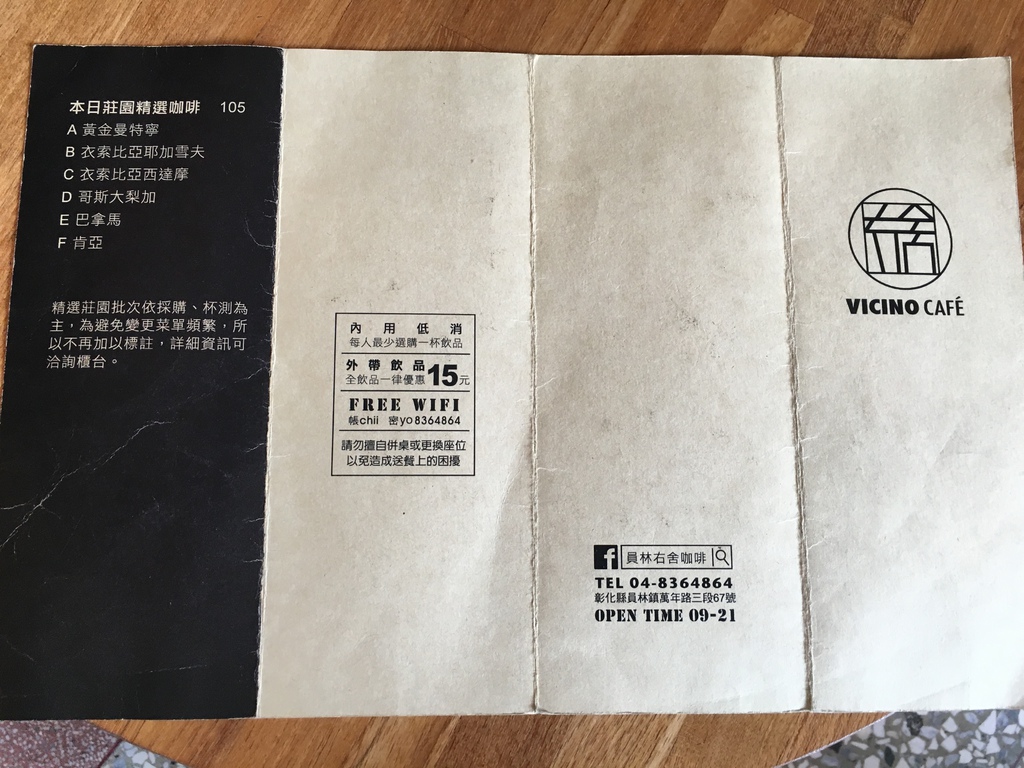 本日莊園精選咖啡 105
A 黃金曼特寧
B 衣索比亞耶加雪夫
C 衣索比亞西達摩
D 哥斯大梨加
E 巴拿馬
F 肯亞
精選莊園批次依採購、杯測為
主，為避免變更菜單頻繁，所
以不再加以標註，詳細資訊可
洽詢櫃台。
內用低消
每人最少選購一杯飲品
外帶飲品
全飲品一律優惠 15元
FREE WIFI
帳chii 密yo8364864
請勿擅自併桌或更換座位
以免造成送餐上的困擾
f 員林右舍咖啡
TEL 04-8364864
彰化縣員林鎮萬年路三段67號
OPEN TIME 09-21
VICINO CAFÉ